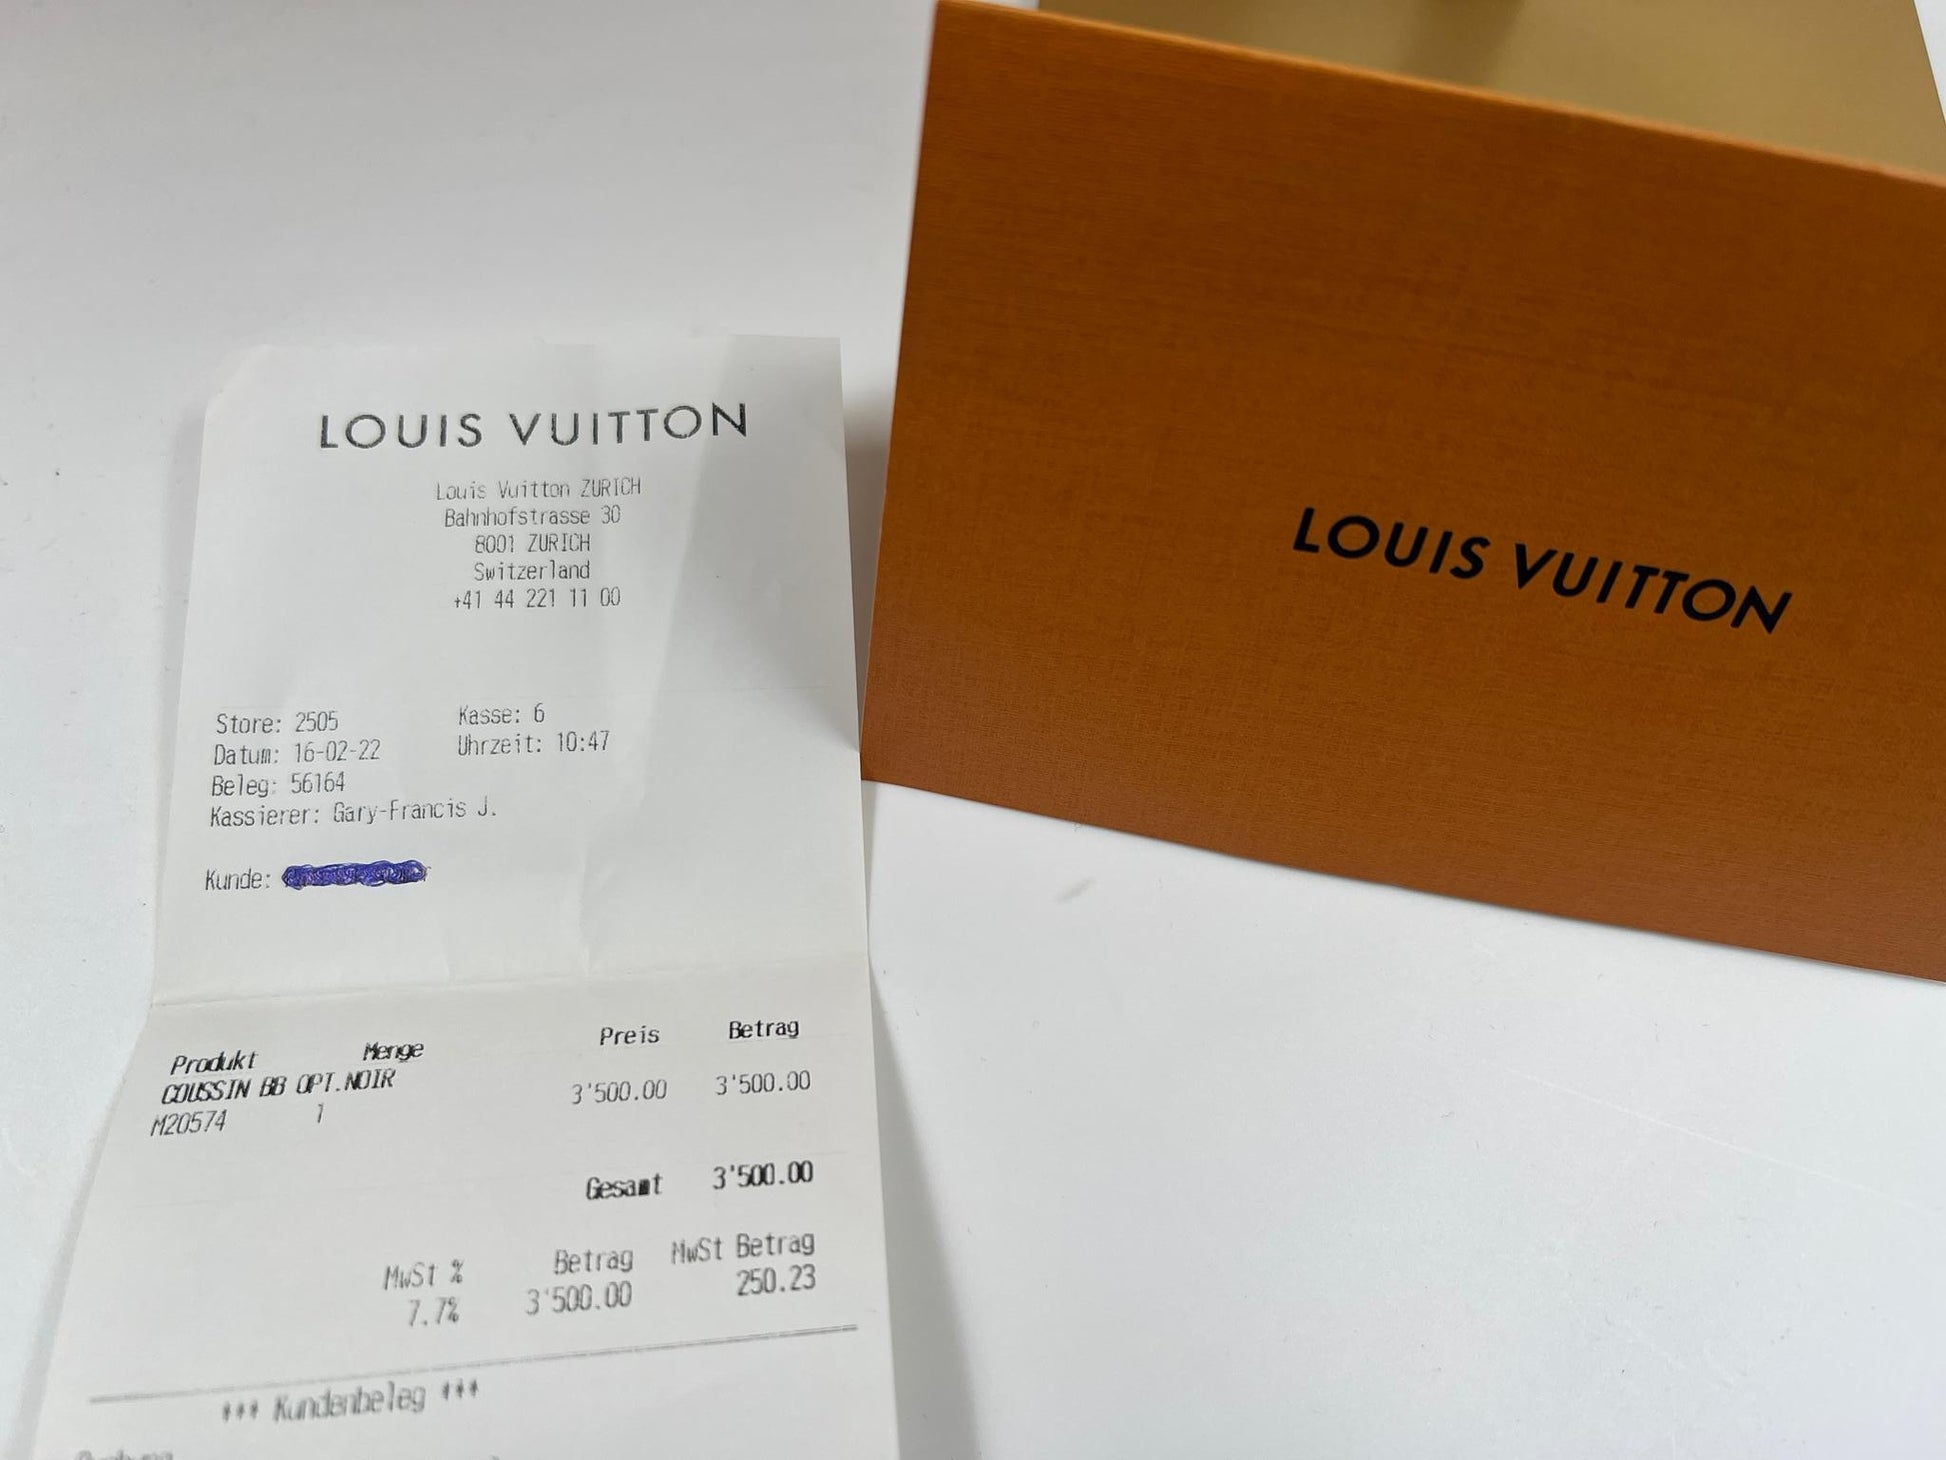 LOUIS VUITTON
Louis Vuitton ZURICH
Bahnhofstrasse 30
8001 ZURICH
Switzerland
+41 44 221 11 00
Store: 2505 Kasse: 6
Datum: 16-02-22 Uhrzeit: 10:47
Beleg: 56164
Kassierer: Gary-Francis J.
Kunde:
Produkt Menge Preis Betrag
COUSSIN BB OPT.NOIR 3'500.00 3'500.00
M20574 1
Gesamt 3'500.00
MwSt % Betrag MwSt Betrag
7.7% 3'500.00 250.23
*** Kundenbeleg ***
LOUIS VUITTON